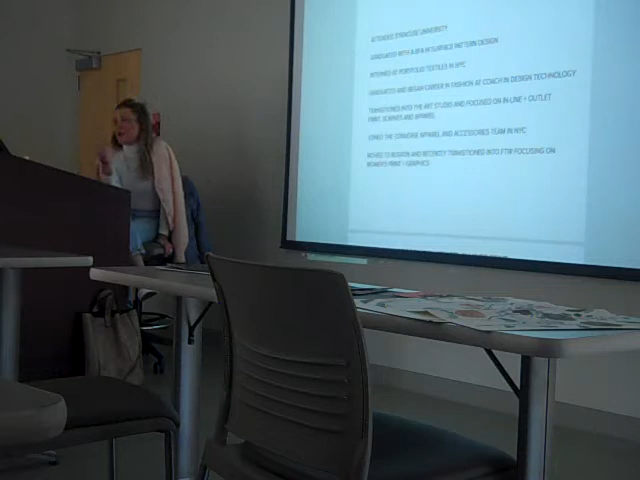 ATTENDED SYRACUSE UNIVERSITY
GRADUATED WITH A BFA IN SURFACE PATTERN DESIGN
INTERNED AT PORTFOLIO TEXTILES IN NYC
GRADUATED AND BEGAN CAREER IN FASHION AT COACH IN DESIGN TECHNOLOGY
TRANSITIONED INTO THE ART STUDIO AND FOCUSED ON IN-LINE + OUTLET
PRINT, SCARVES AND APPAREL
JOINED THE CONVERSE APPAREL AND ACCESSORIES TEAM IN NYC
MOVED TO BOSTON AND RECENTLY TRANSITIONED INTO FTW FOCUSING ON
WOMEN'S PRINT + GRAPHICS